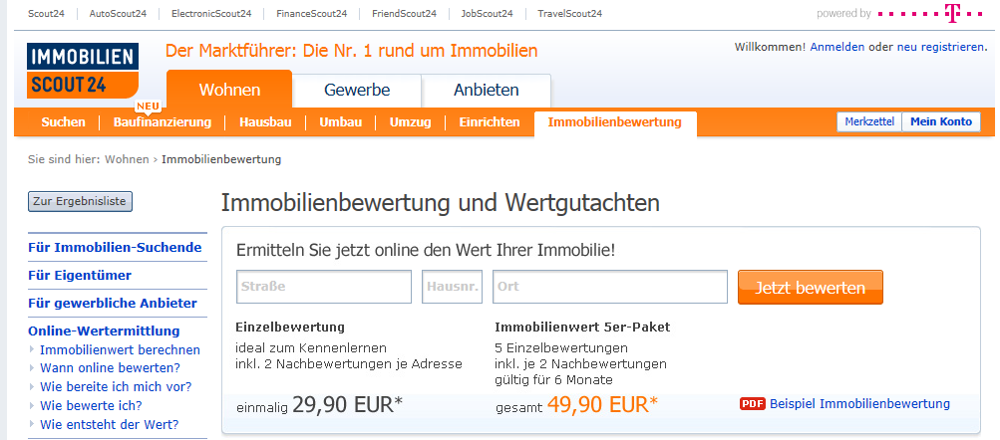 Scout24 AutoScout24 ElectronicScout24 FinanceScout24 FriendScout24 JobScout24 TravelScout24 powered by T
IMMOBILIEN
SCOUT 24
Der Marktführer: Die Nr. 1 rund um Immobilien
Willkommen! Anmelden oder neu registrieren.
Wohnen Gewerbe Anbieten
NEU
Suchen Baufinanzierung Hausbau Umbau Umzug Einrichten Immobilienbewertung Merkzettel Mein Konto
Sie sind hier: Wohnen › Immobilienbewertung
Zur Ergebnisliste
Für Immobilien-Suchende
Für Eigentümer
Für gewerbliche Anbieter
Online-Wertermittlung
Immobilienwert berechnen
Wann online bewerten?
Wie bereite ich mich vor?
Wie bewerte ich?
Wie entsteht der Wert?
Immobilienbewertung und Wertgutachten
Ermitteln Sie jetzt online den Wert Ihrer Immobilie!
Straße Hausnr. Ort Jetzt bewerten
Einzelbewertung
ideal zum Kennenlernen
inkl. 2 Nachbewertungen je Adresse
einmalig 29,90 EUR*
Immobilienwert 5er-Paket
5 Einzelbewertungen
inkl. je 2 Nachbewertungen
gültig für 6 Monate
gesamt 49,90 EUR*
PDF Beispiel Immobilienbewertung